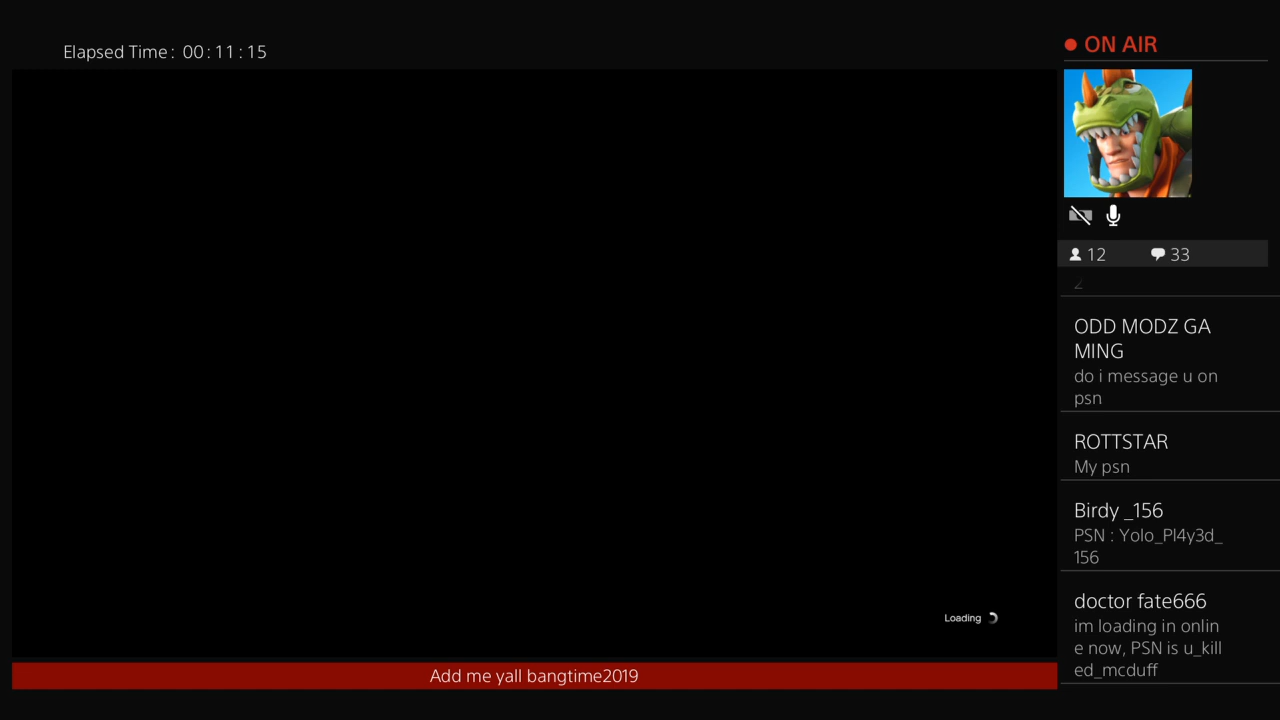 Elapsed Time: 00:11:15
ON AIR
12 33
ODD MODZ GA
MING
do i message u on
psn
ROTTSTAR
My psn
Birdy _156
PSN : Yolo_Pl4y3d_
156
doctor fate666
im loading in onlin
e now, PSN is u_kill
ed_mcduff
Loading
Add me yall bangtime2019